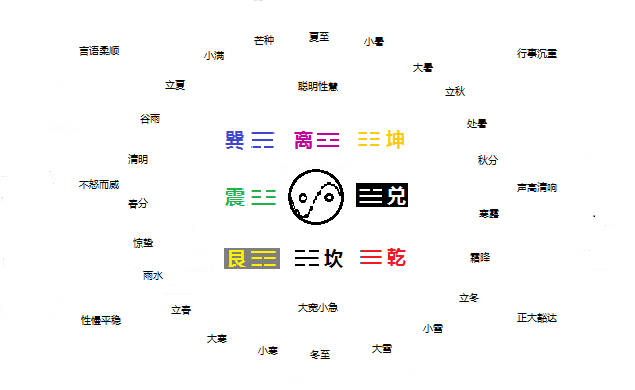 芒种
夏至
小暑
言语柔顺
小满
行事沉重
大暑
立夏
聪明性慧
立秋
谷雨
处暑
巽 ☴
离 ☲
☷ 坤
清明
秋分
不怒而威
震 ☳
☱ 兑
声高清响
春分
寒露
惊蛰
艮 ☶
☵ 坎
☰ 乾
霜降
雨水
立冬
立春
大宽小急
性慢平稳
正大豁达
大寒
小雪
小寒
冬至
大雪